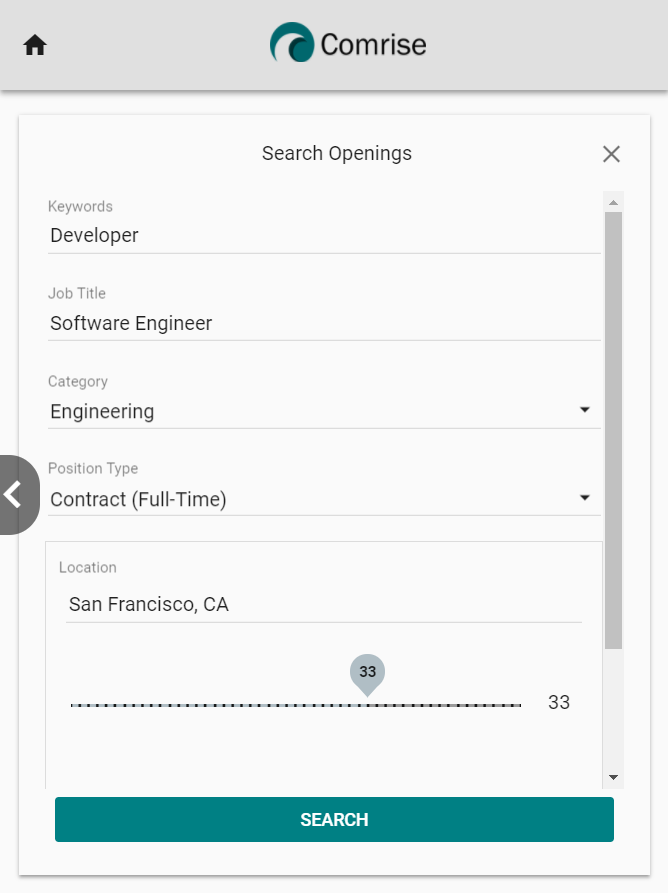 Comrise
Search Openings
Keywords
Developer
Job Title
Software Engineer
Category
Engineering
Position Type
Contract (Full-Time)
Location
San Francisco, CA
33
33
SEARCH